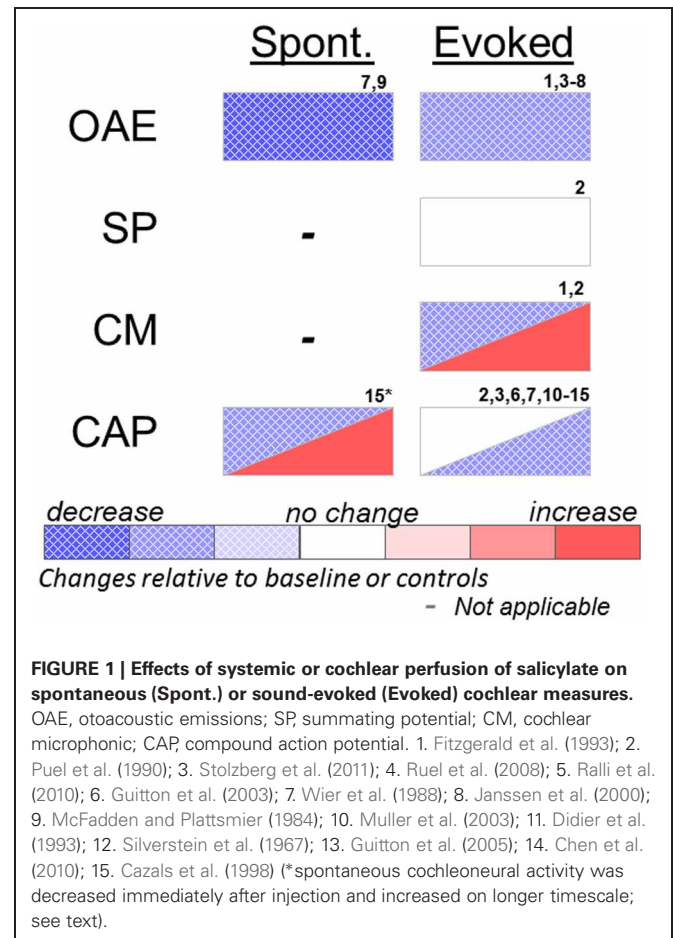 Spont. Evoked
7,9 1,3-8
OAE
2
SP -
1,2
CM -
15* 2,3,6,7,10-15
CAP
decrease no change increase
Changes relative to baseline or controls
- Not applicable
FIGURE 1 | Effects of systemic or cochlear perfusion of salicylate on
spontaneous (Spont.) or sound-evoked (Evoked) cochlear measures.
OAE, otoacoustic emissions; SP, summating potential; CM, cochlear
microphonic; CAP, compound action potential. 1. Fitzgerald et al. (1993); 2.
Puel et al. (1990); 3. Stolzberg et al. (2011); 4. Ruel et al. (2008); 5. Ralli et al.
(2010); 6. Guitton et al. (2003); 7. Wier et al. (1988); 8. Janssen et al. (2000);
9. McFadden and Plattsmier (1984); 10. Muller et al. (2003); 11. Didier et al.
(1993); 12. Silverstein et al. (1967); 13. Guitton et al. (2005); 14. Chen et al.
(2010); 15. Cazals et al. (1998) (*spontaneous cochleoneural activity was
decreased immediately after injection and increased on longer timescale;
see text).